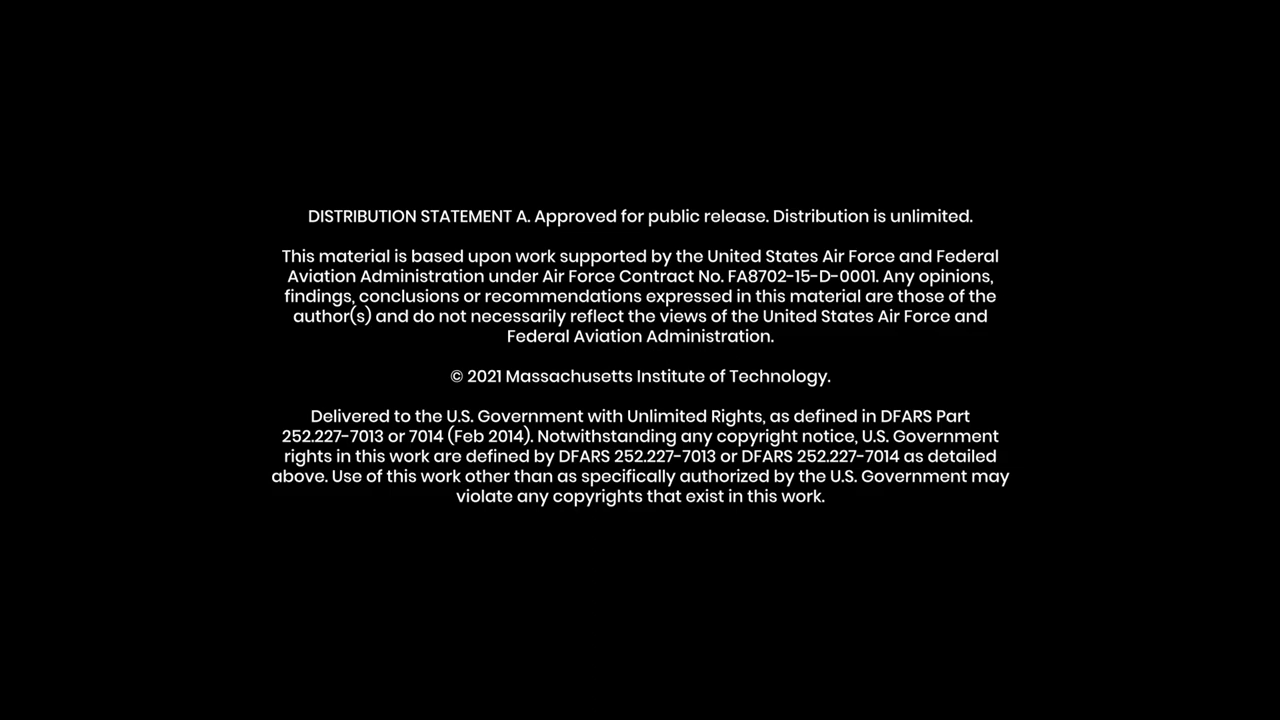 DISTRIBUTION STATEMENT A. Approved for public release. Distribution is unlimited.
This material is based upon work supported by the United States Air Force and Federal
Aviation Administration under Air Force Contract No. FA8702-15-D-0001. Any opinions,
findings, conclusions or recommendations expressed in this material are those of the
author(s) and do not necessarily reflect the views of the United States Air Force and
Federal Aviation Administration.
© 2021 Massachusetts Institute of Technology.
Delivered to the U.S. Government with Unlimited Rights, as defined in DFARS Part
252.227-7013 or 7014 (Feb 2014). Notwithstanding any copyright notice, U.S. Government
rights in this work are defined by DFARS 252.227-7013 or DFARS 252.227-7014 as detailed
above. Use of this work other than as specifically authorized by the U.S. Government may
violate any copyrights that exist in this work.